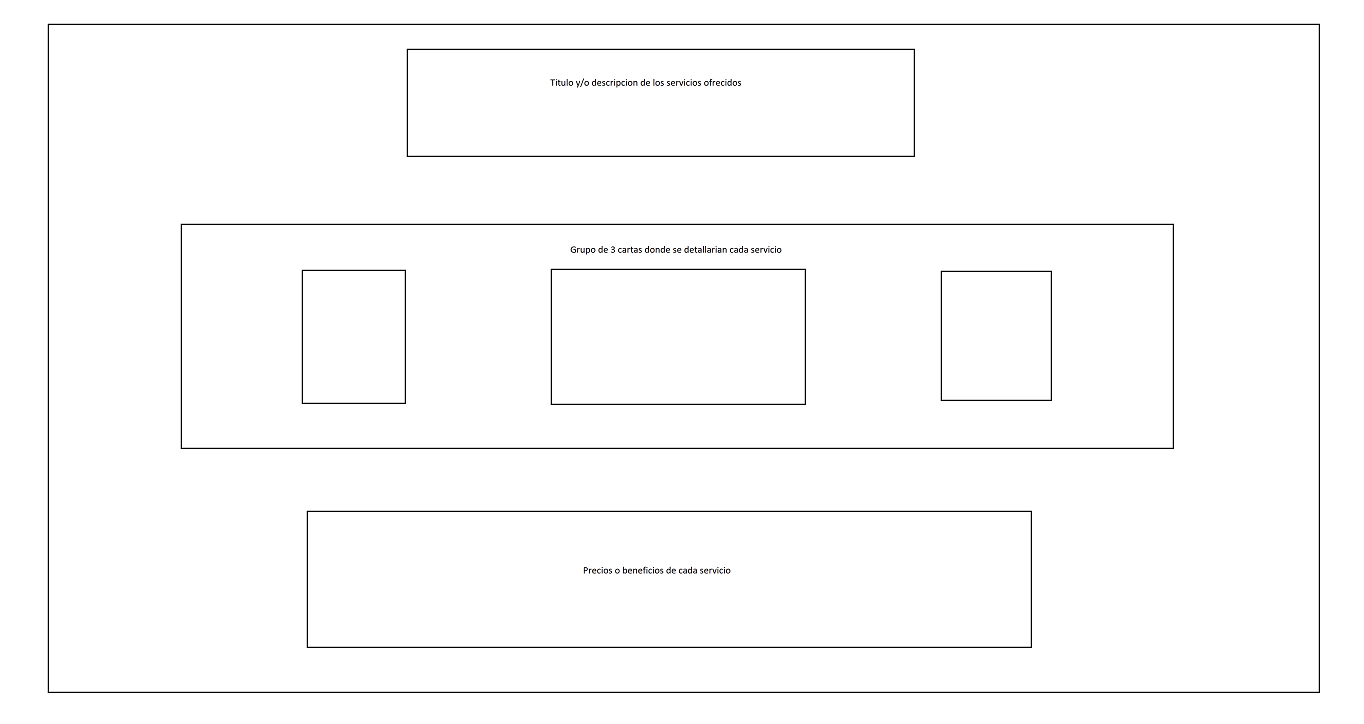 Titulo y/o descripcion de los servicios ofrecidos
Grupo de 3 cartas donde se detallarian cada servicio
Precios o beneficios de cada servicio